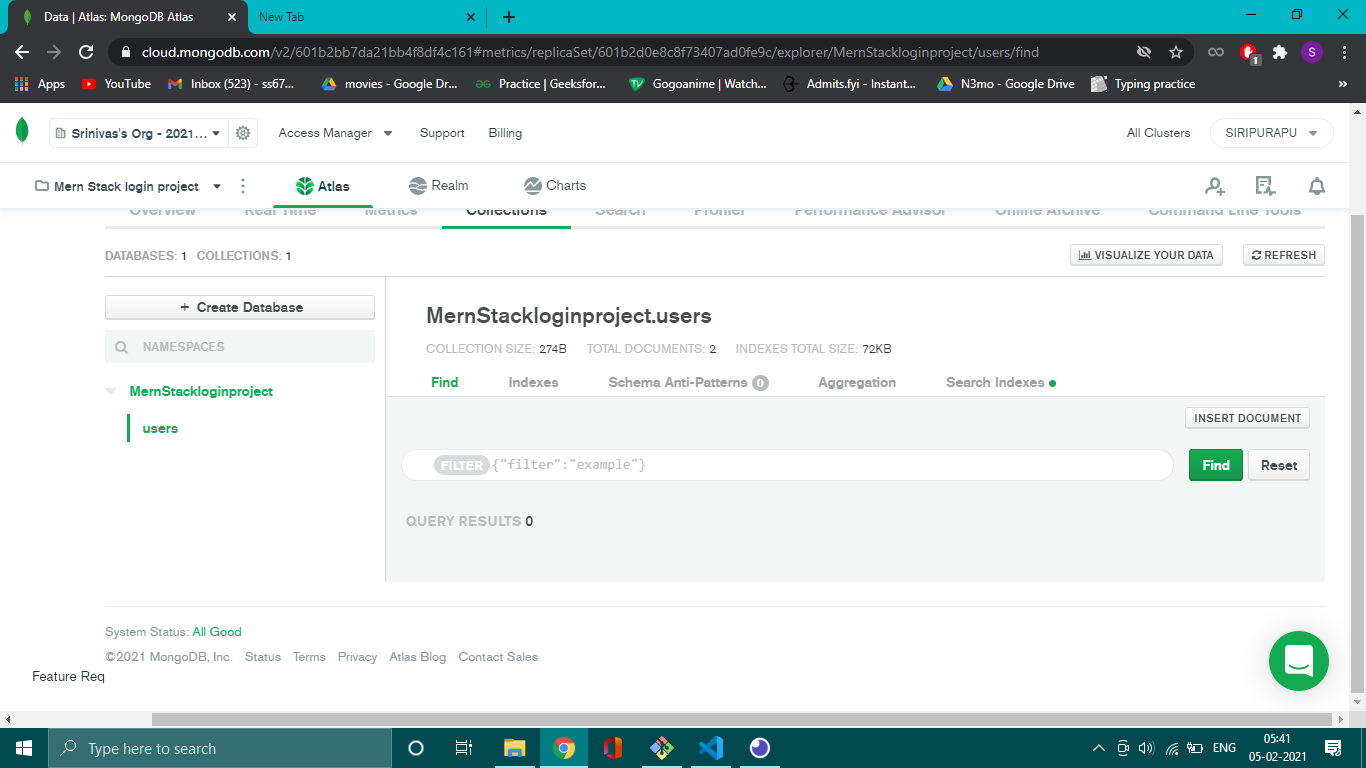 Data | Atlas: MongoDB Atlas
New Tab
cloud.mongodb.com/v2/601b2bb7da21bb4f8df4c161#metrics/replicaSet/601b2d0e8c8f73407ad0fe9c/explorer/MernStackloginproject/users/find
S
1
Apps
YouTube
Inbox (523) - ss67...
movies - Google Dr...
Practice | Geeksfor...
Gogoanime | Watch...
Admits.fyi - Instant...
N3mo - Google Drive
Typing practice
»
Srinivas's Org - 2021...
Access Manager
Support
Billing
All Clusters
SIRIPURAPU
Mern Stack login project
Atlas
Realm
Charts
Overview
Real Time
Metrics
Collections
Search
Profiler
Performance Advisor
Online Archive
Command Line Tools
DATABASES: 1 COLLECTIONS: 1
VISUALIZE YOUR DATA
REFRESH
+ Create Database
NAMESPACES
MernStackloginproject
users
MernStackloginproject.users
COLLECTION SIZE: 274B TOTAL DOCUMENTS: 2 INDEXES TOTAL SIZE: 72KB
Find
Indexes
Schema Anti-Patterns 0
Aggregation
Search Indexes
INSERT DOCUMENT
FILTER {"filter":"example"}
Find
Reset
QUERY RESULTS 0
System Status: All Good
©2021 MongoDB, Inc. Status Terms Privacy Atlas Blog Contact Sales
Feature Req
Type here to search
ENG
05:41
05-02-2021